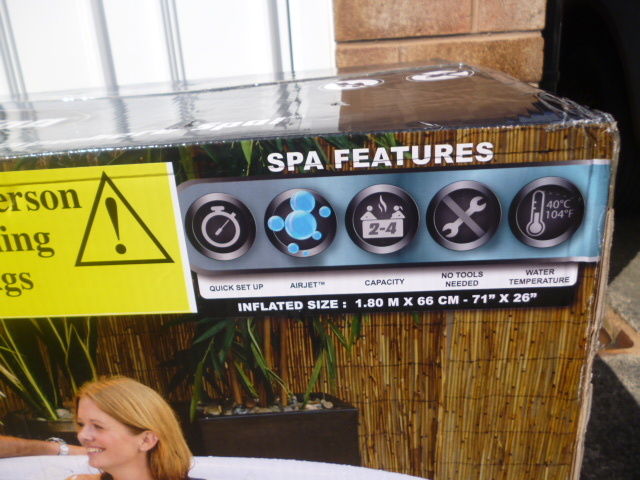 SPA FEATURES
erson
ning
gs
2-4
40°C
104°F
QUICK SET UP
AIRJET™
CAPACITY
NO TOOLS
NEEDED
WATER
TEMPERATURE
INFLATED SIZE : 1.80 M X 66 CM - 71" X 26"